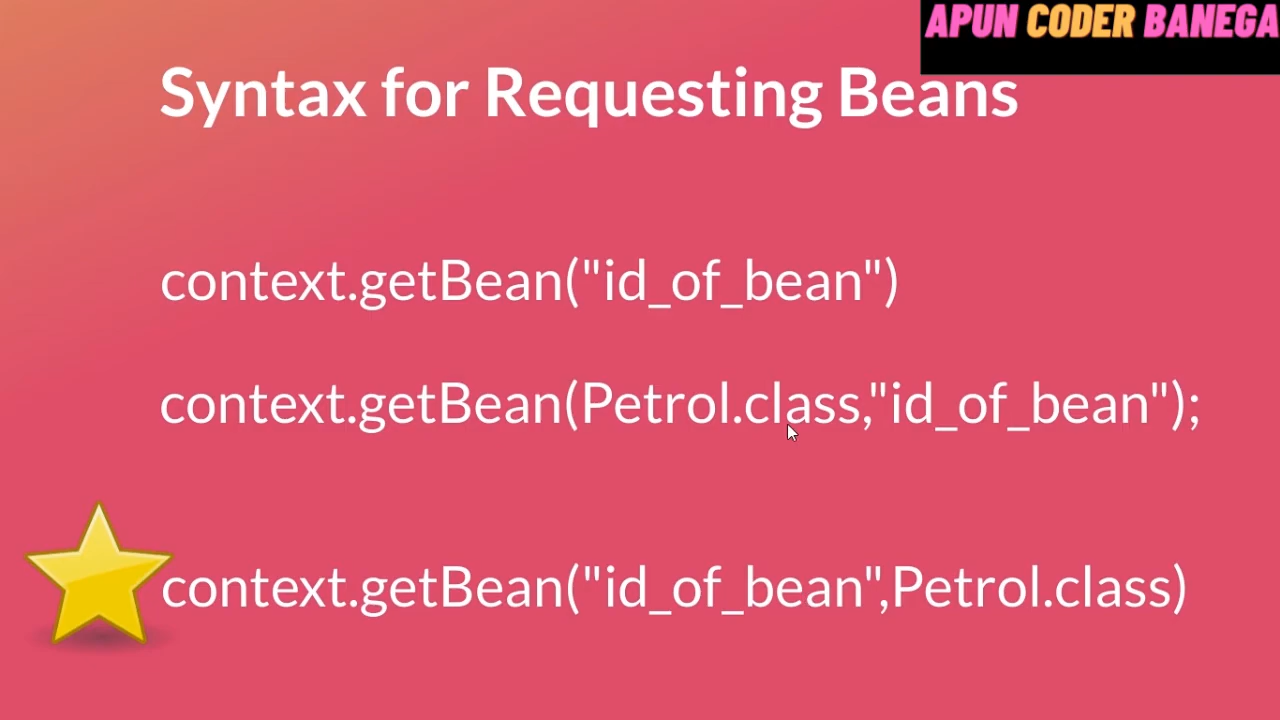 APUN CODER BANEGA
Syntax for Requesting Beans
context.getBean("id_of_bean")
context.getBean(Petrol.class,"id_of_bean");
context.getBean("id_of_bean",Petrol.class)